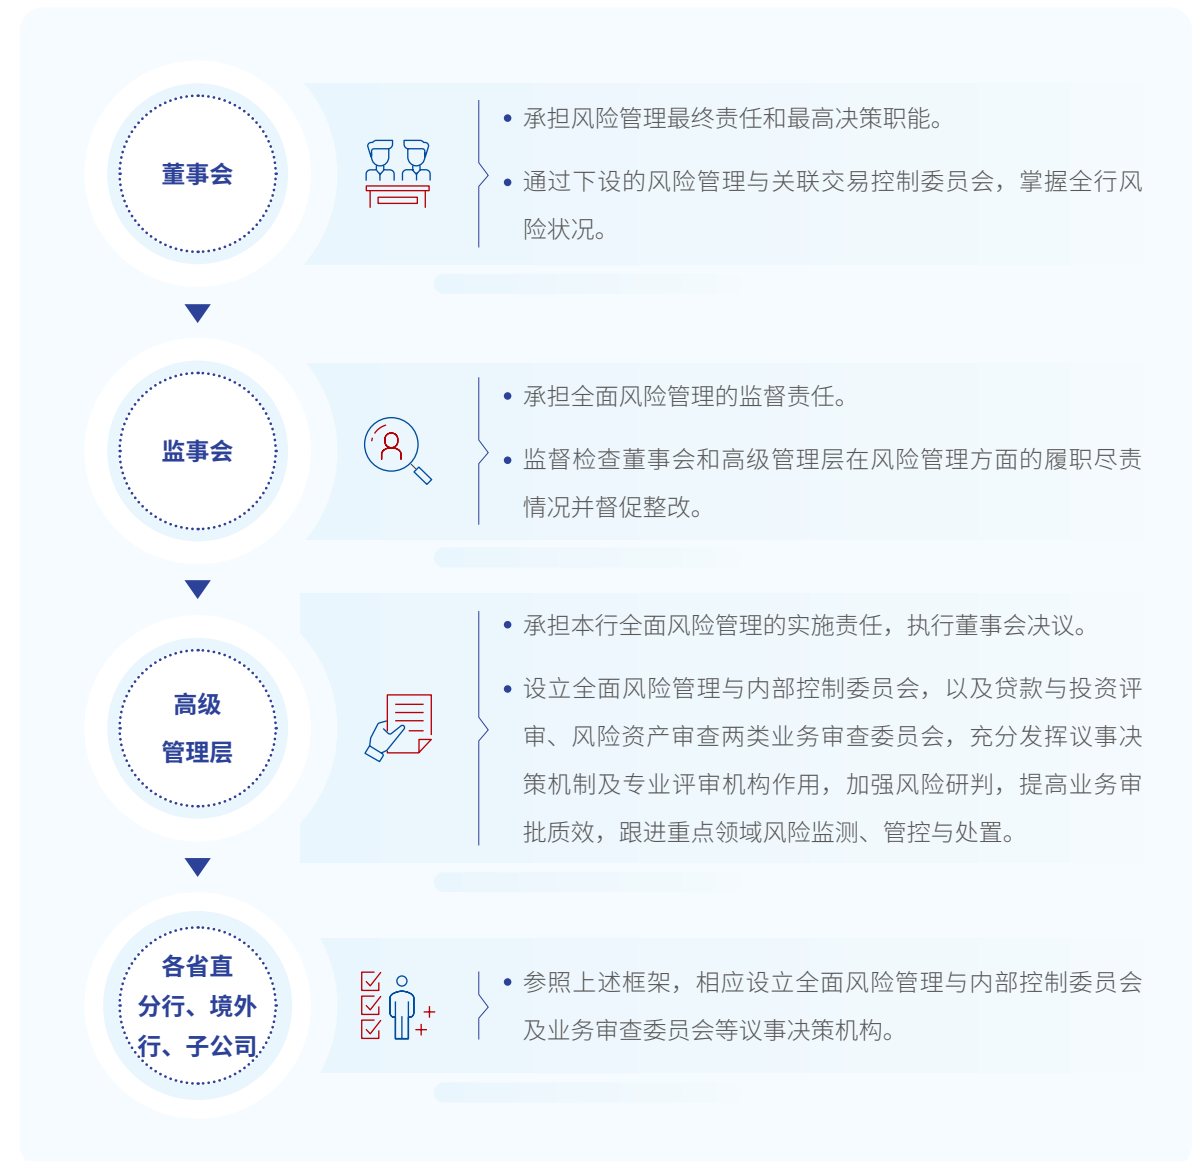 董事会
• 承担风险管理最终责任和最高决策职能。
• 通过下设的风险管理与关联交易控制委员会，掌握全行风
险状况。
监事会
• 承担全面风险管理的监督责任。
• 监督检查董事会和高级管理层在风险管理方面的履职尽责
情况并督促整改。
高级
管理层
• 承担本行全面风险管理的实施责任，执行董事会决议。
• 设立全面风险管理与内部控制委员会，以及贷款与投资评
审、风险资产审查两类业务审查委员会，充分发挥议事决
策机制及专业评审机构作用，加强风险研判，提高业务审
批质效，跟进重点领域风险监测、管控与处置。
各省直
分行、境外
行、子公司
• 参照上述框架，相应设立全面风险管理与内部控制委员会
及业务审查委员会等议事决策机构。